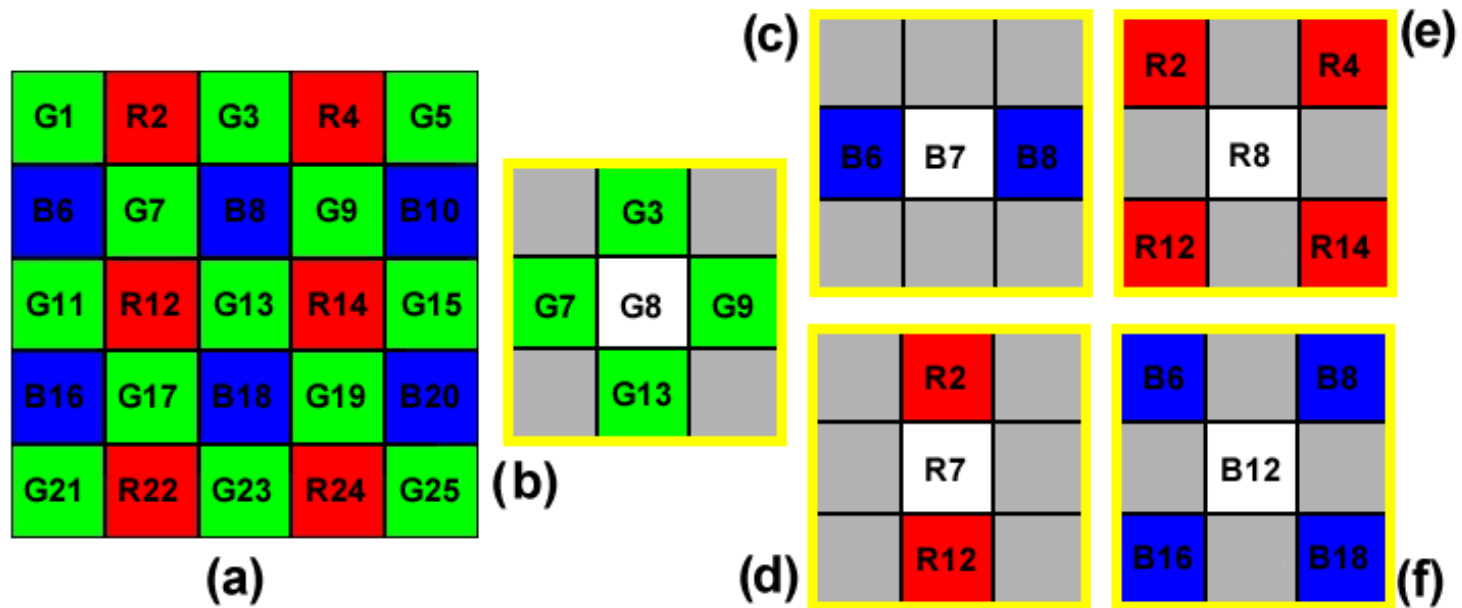 G1 R2 G3 R4 G5
B6 G7 B8 G9 B10
G11 R12 G13 R14 G15
B16 G17 B18 G19 B20
G21 R22 G23 R24 G25
(a)
G3
G7 G8 G9
G13
(b)
(c)
B6 B7 B8
R2
R7
R12
(d)
R2 R4
R8
R12 R14
(e)
B6 B8
B12
B16 B18
(f)